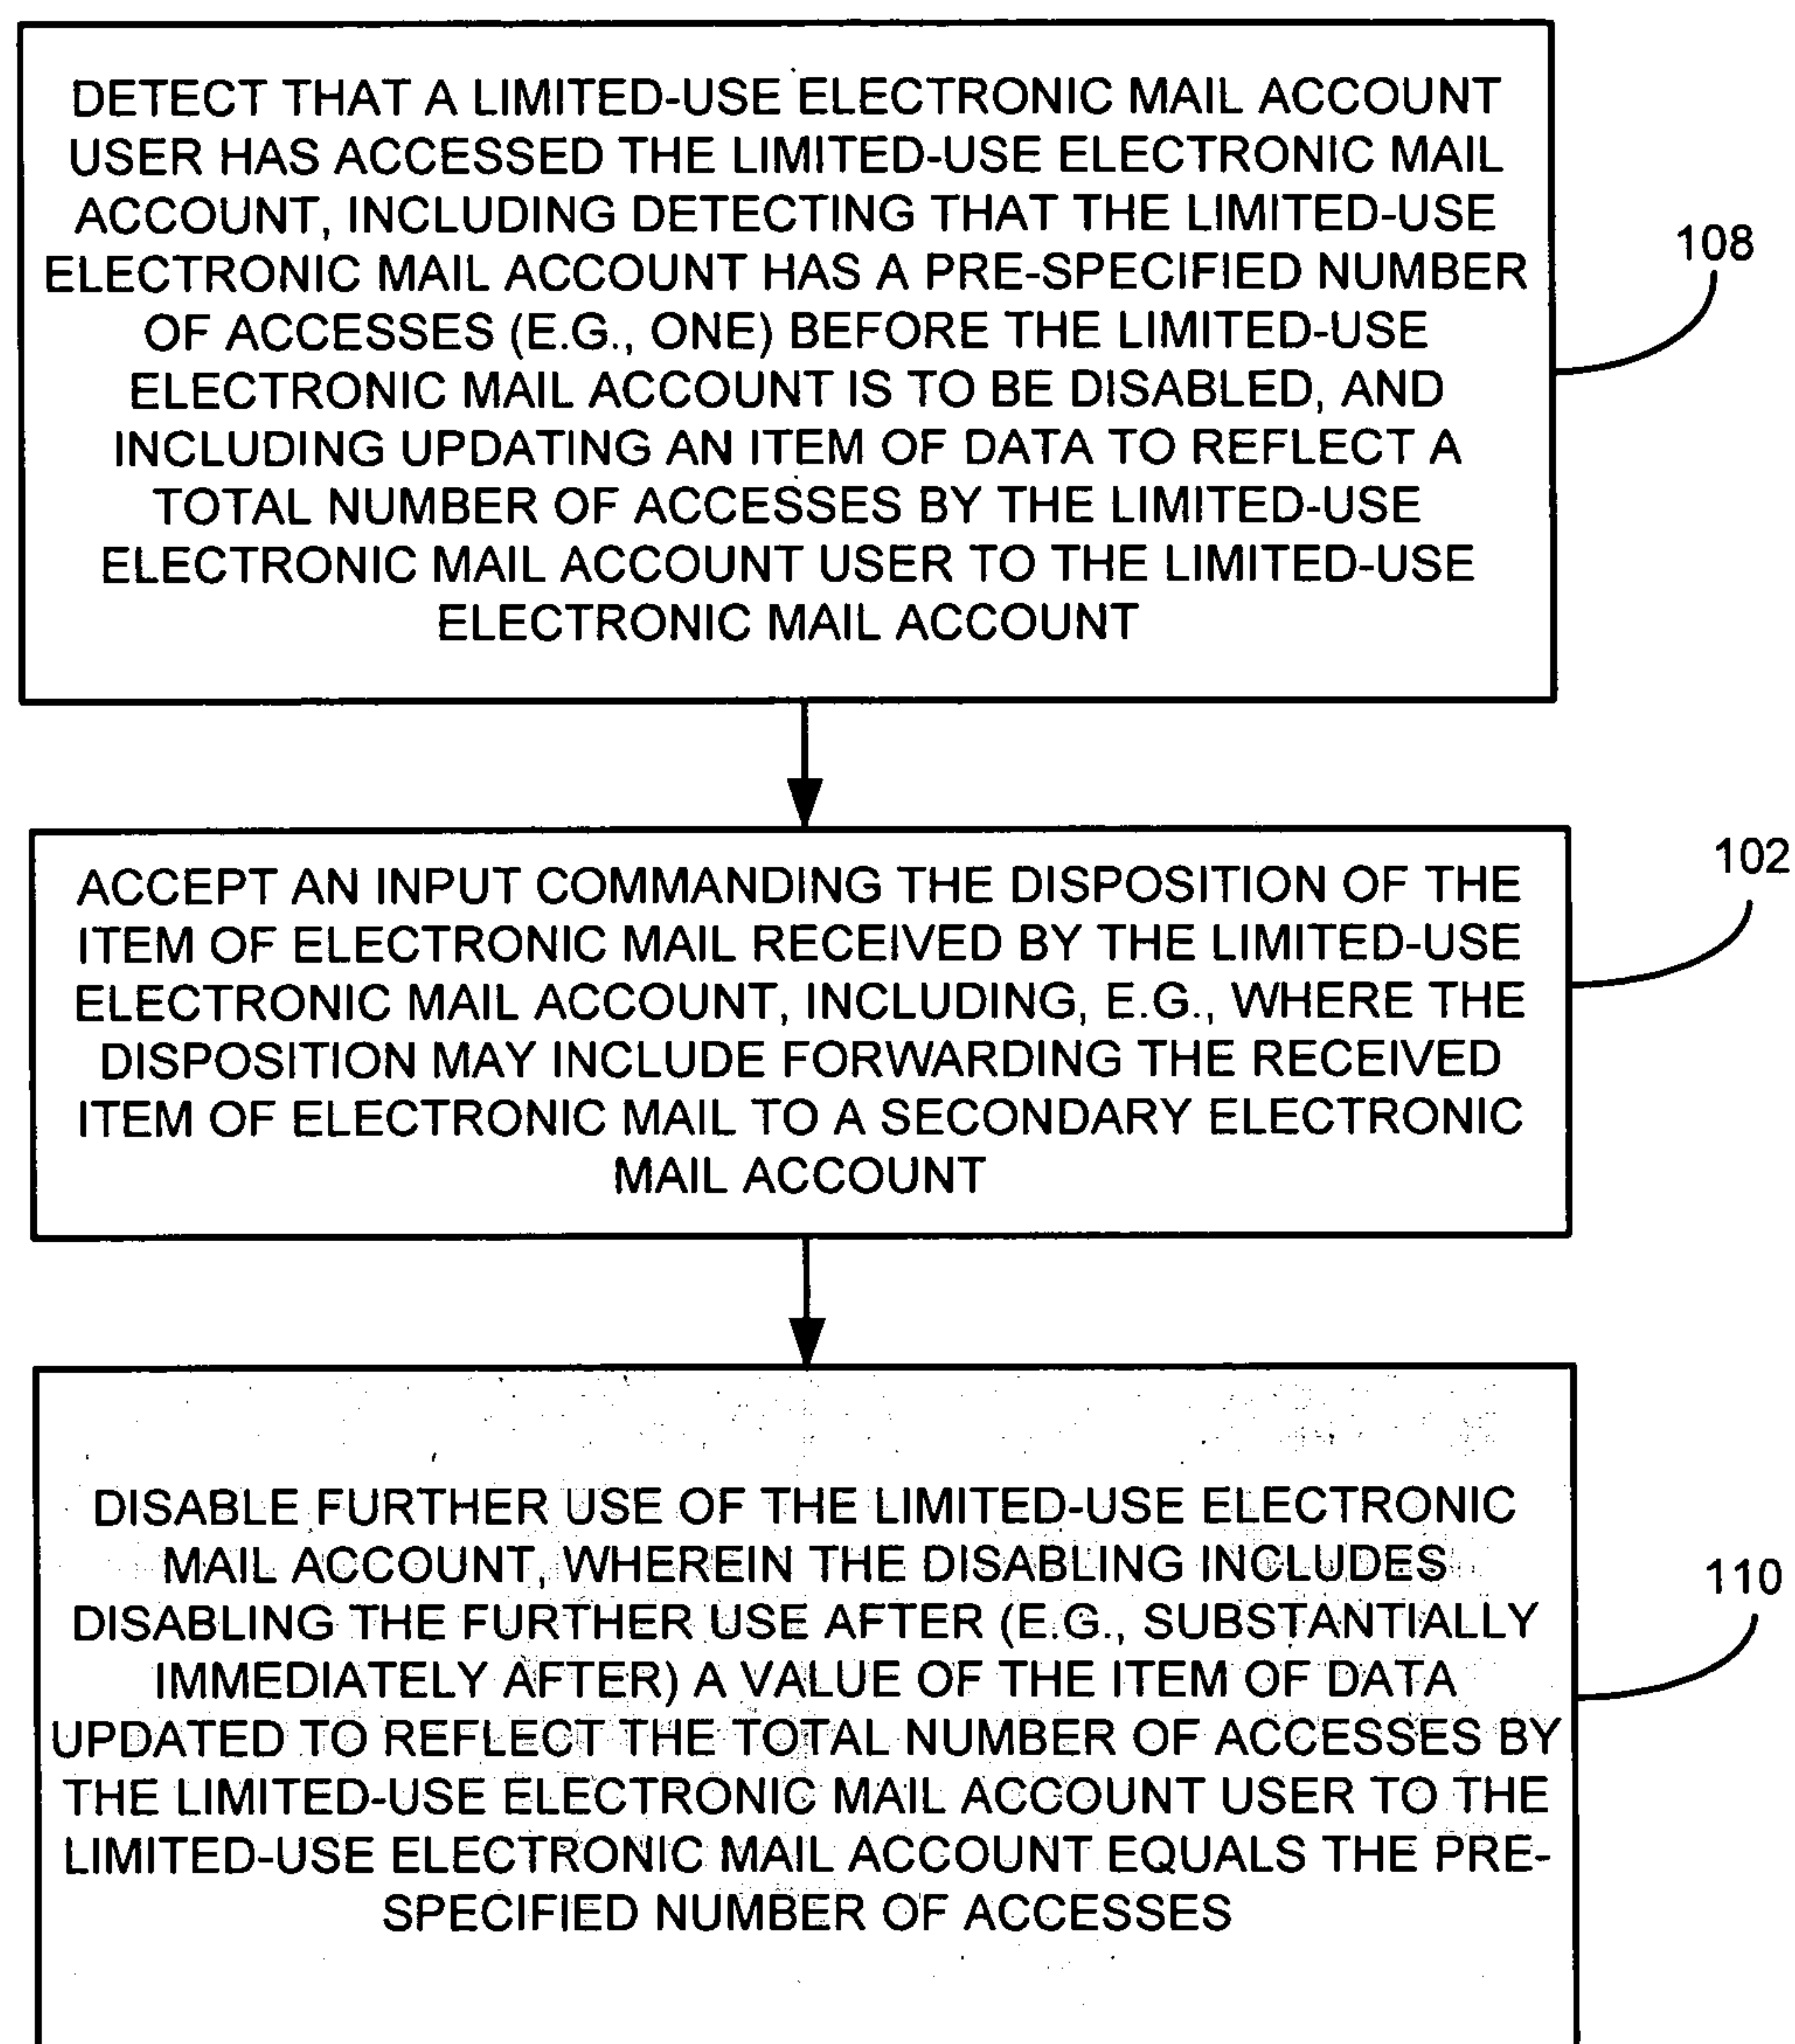 DETECT THAT A LIMITED-USE ELECTRONIC MAIL ACCOUNT
USER HAS ACCESSED THE LIMITED-USE ELECTRONIC MAIL
ACCOUNT, INCLUDING DETECTING THAT THE LIMITED-USE
ELECTRONIC MAIL ACCOUNT HAS A PRE-SPECIFIED NUMBER
OF ACCESSES (E.G., ONE) BEFORE THE LIMITED-USE
ELECTRONIC MAIL ACCOUNT IS TO BE DISABLED, AND
INCLUDING UPDATING AN ITEM OF DATA TO REFLECT A
TOTAL NUMBER OF ACCESSES BY THE LIMITED-USE
ELECTRONIC MAIL ACCOUNT USER TO THE LIMITED-USE
ELECTRONIC MAIL ACCOUNT
108
ACCEPT AN INPUT COMMANDING THE DISPOSITION OF THE
ITEM OF ELECTRONIC MAIL RECEIVED BY THE LIMITED-USE
ELECTRONIC MAIL ACCOUNT, INCLUDING, E.G., WHERE THE
DISPOSITION MAY INCLUDE FORWARDING THE RECEIVED
ITEM OF ELECTRONIC MAIL TO A SECONDARY ELECTRONIC
MAIL ACCOUNT
102
DISABLE FURTHER USE OF THE LIMITED-USE ELECTRONIC
MAIL ACCOUNT, WHEREIN THE DISABLING INCLUDES
DISABLING THE FURTHER USE AFTER (E.G., SUBSTANTIALLY
IMMEDIATELY AFTER) A VALUE OF THE ITEM OF DATA
UPDATED TO REFLECT THE TOTAL NUMBER OF ACCESSES BY
THE LIMITED-USE ELECTRONIC MAIL ACCOUNT USER TO THE
LIMITED-USE ELECTRONIC MAIL ACCOUNT EQUALS THE PRE-
SPECIFIED NUMBER OF ACCESSES
110